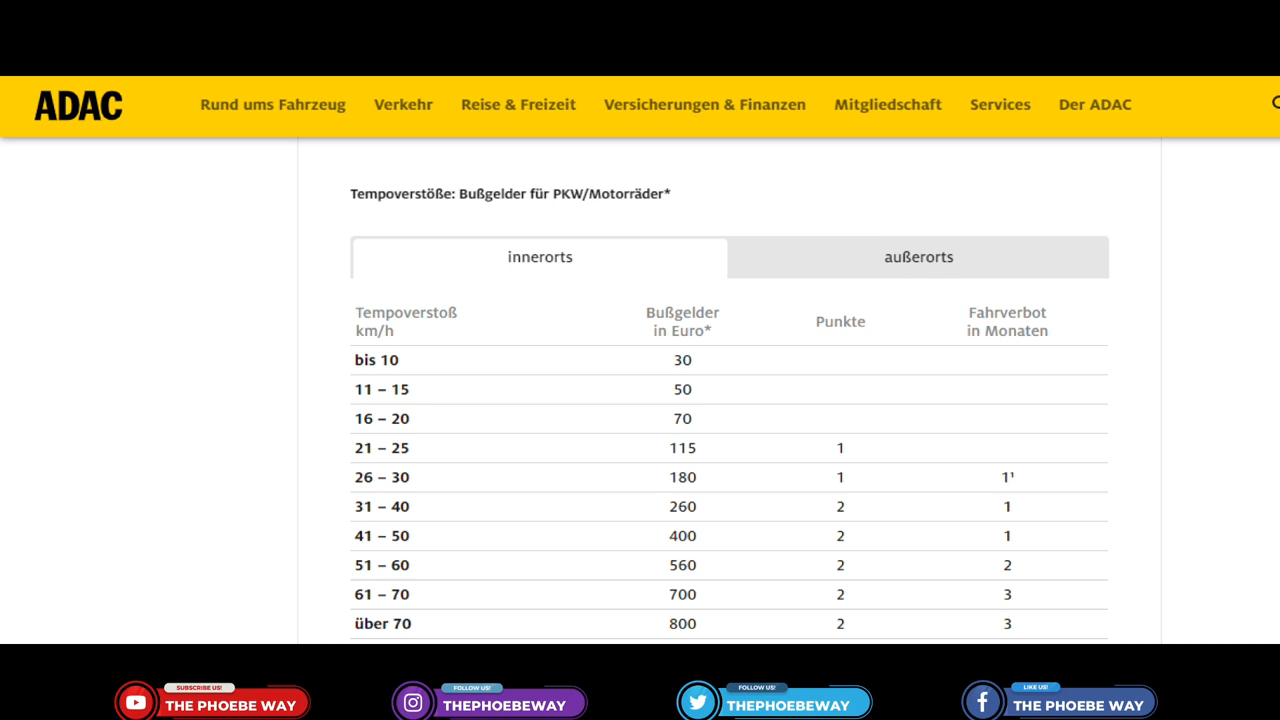 ADAC
Rund ums Fahrzeug Verkehr Reise & Freizeit Versicherungen & Finanzen Mitgliedschaft Services Der ADAC
Tempoverstöße: Bußgelder für PKW/Motorräder*
innerorts außerorts
Tempoverstoß km/h Bußgelder in Euro* Punkte Fahrverbot in Monaten
bis 10 30
11 – 15 50
16 – 20 70
21 – 25 115 1
26 – 30 180 1 1¹
31 – 40 260 2 1
41 – 50 400 2 1
51 – 60 560 2 2
61 – 70 700 2 3
über 70 800 2 3
SUBSCRIBE US! FOLLOW US! FOLLOW US! LIKE US!
THE PHOEBE WAY THEPHOEBEWAY THEPHOEBEWAY THE PHOEBE WAY